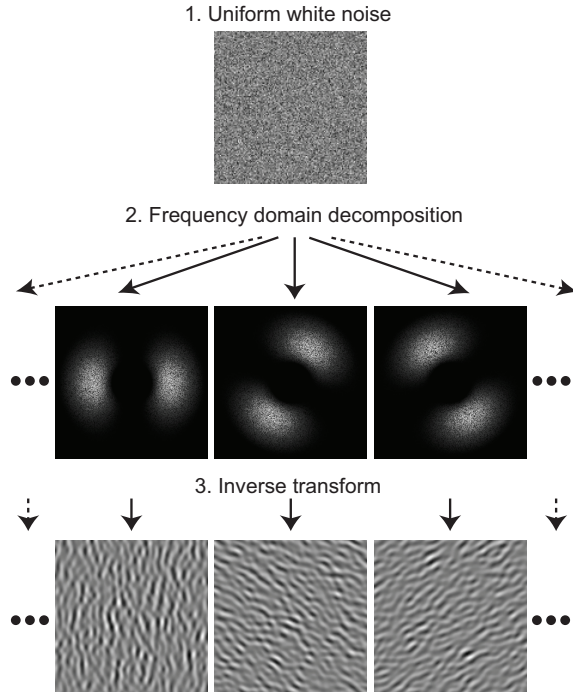 1. Uniform white noise
2. Frequency domain decomposition
3. Inverse transform